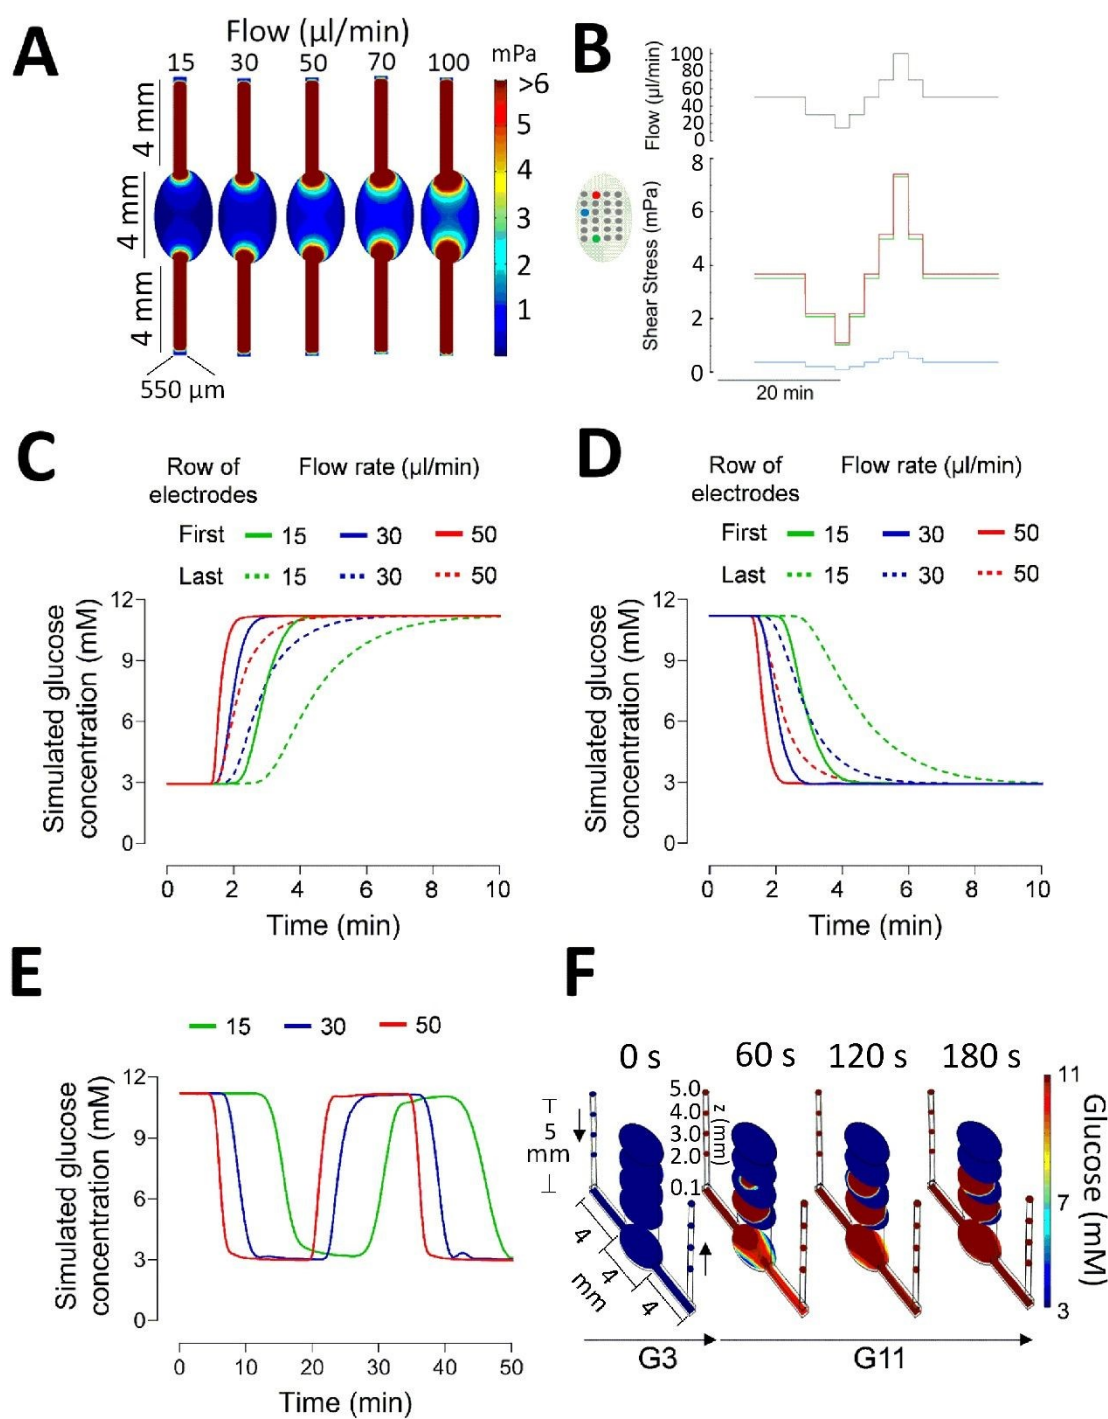 A
Flow (µl/min)
15 30 50 70 100
mPa
>6
5
4
3
2
1
4 mm
4 mm
4 mm
550 µm
B
Flow (µl/min)
100
80
60
40
20
0
Shear Stress (mPa)
8
6
4
2
0
20 min
C
Row of electrodes
Flow rate (µl/min)
First 15 30 50
Last 15 30 50
Simulated glucose
concentration (mM)
12
9
6
3
0
0 2 4 6 8 10
Time (min)
D
Row of electrodes
Flow rate (µl/min)
First 15 30 50
Last 15 30 50
Simulated glucose
concentration (mM)
12
9
6
3
0
0 2 4 6 8 10
Time (min)
E
15 30 50
Simulated glucose
concentration (mM)
12
9
6
3
0
0 10 20 30 40 50
Time (min)
F
0 s 60 s 120 s 180 s
5
mm
5.0
4.0
3.0
2.0
0.1
z (mm)
4
4
4
mm
11
7
3
Glucose (mM)
G3
G11